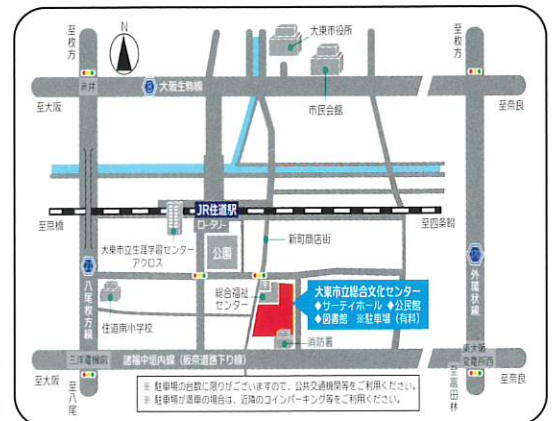 N
至枚方
大東市役所
至枚方
赤井
大阪生駒線
至大阪
市民会館
至奈良
JR住道駅
ロータリー
至京橋
至四条畷
大東市立生涯学習センター
アクロス
公園
新町商店街
八尾枚方線
外環状線
総合福祉
センター
大東市立総合文化センター
◆サーティホール ◆公民館
◆図書館 ※駐車場(有料)
住道南小学校
消防署
三洋電機前
諸福中垣内線(阪奈道路下り線)
至大阪
至八尾
至富田林
至奈良
※ 駐車場の台数に限りがございますので、公共交通機関等をご利用ください。
※ 駐車場が満車の場合は、近隣のコインパーキング等をご利用ください。